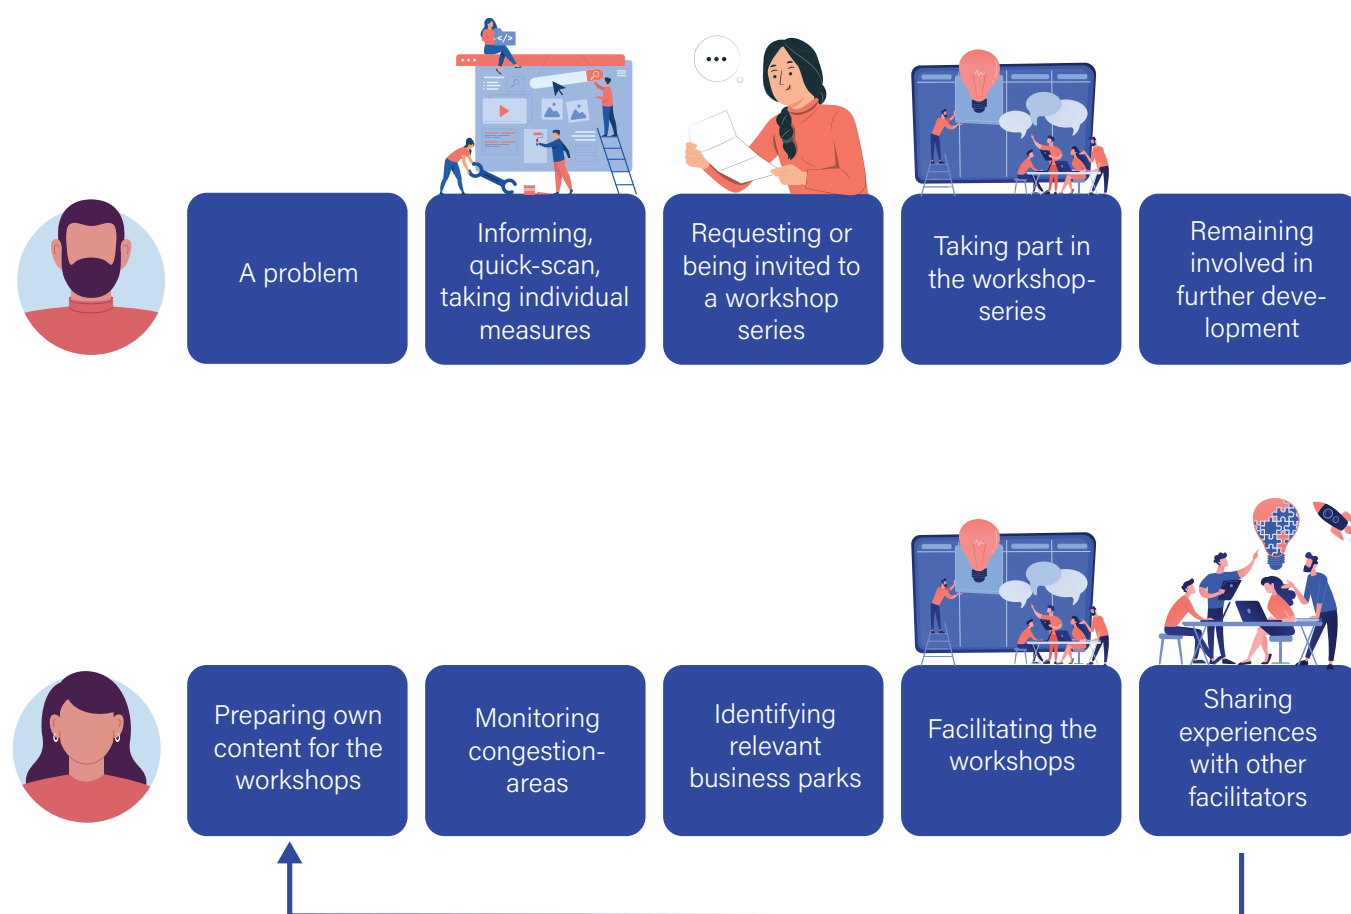 A problem
Informing,
quick-scan,
taking individual
measures
Requesting or
being invited to
a workshop
series
Taking part in
the workshop-
series
Remaining
involved in
further deve-
lopment
Preparing own
content for the
workshops
Monitoring
congestion-
areas
Identifying
relevant
business parks
Facilitating the
workshops
Sharing
experiences
with other
facilitators